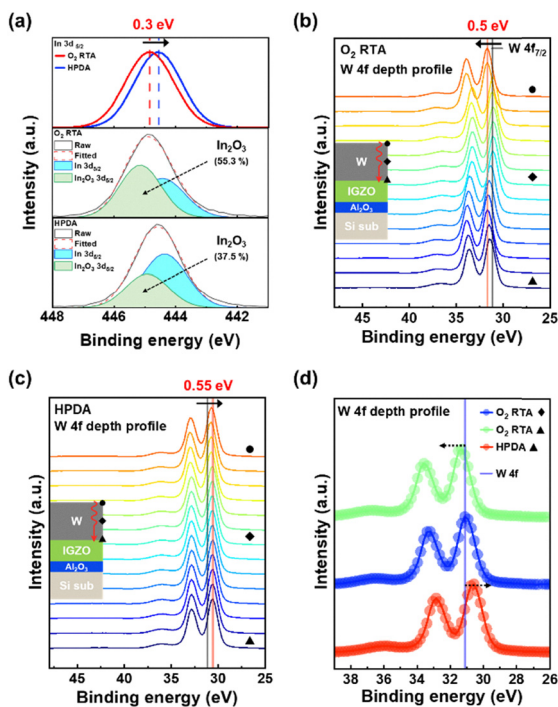 (a)
0.3 eV
In 3d 5/2
O2 RTA
HPDA
O2 RTA
Raw
Fitted
In 3d5/2
In2O3 3d5/2
In2O3
(55.3 %)
HPDA
Raw
Fitted
In 3d5/2
In2O3 3d5/2
In2O3
(37.5 %)
Intensity (a.u.)
448 446 444 442
Binding energy (eV)
(b)
0.5 eV
O2 RTA
W 4f depth profile
W 4f7/2
W
IGZO
Al2O3
Si sub
Intensity (a.u.)
45 40 35 30 25
Binding energy (eV)
(c)
0.55 eV
HPDA
W 4f depth profile
W
IGZO
Al2O3
Si sub
Intensity (a.u.)
45 40 35 30 25
Binding energy (eV)
(d)
W 4f depth profile
O2 RTA ◆
O2 RTA ▲
HPDA ▲
W 4f
Intensity (a.u.)
39 36 34 32 30 28 26
Binding energy (eV)